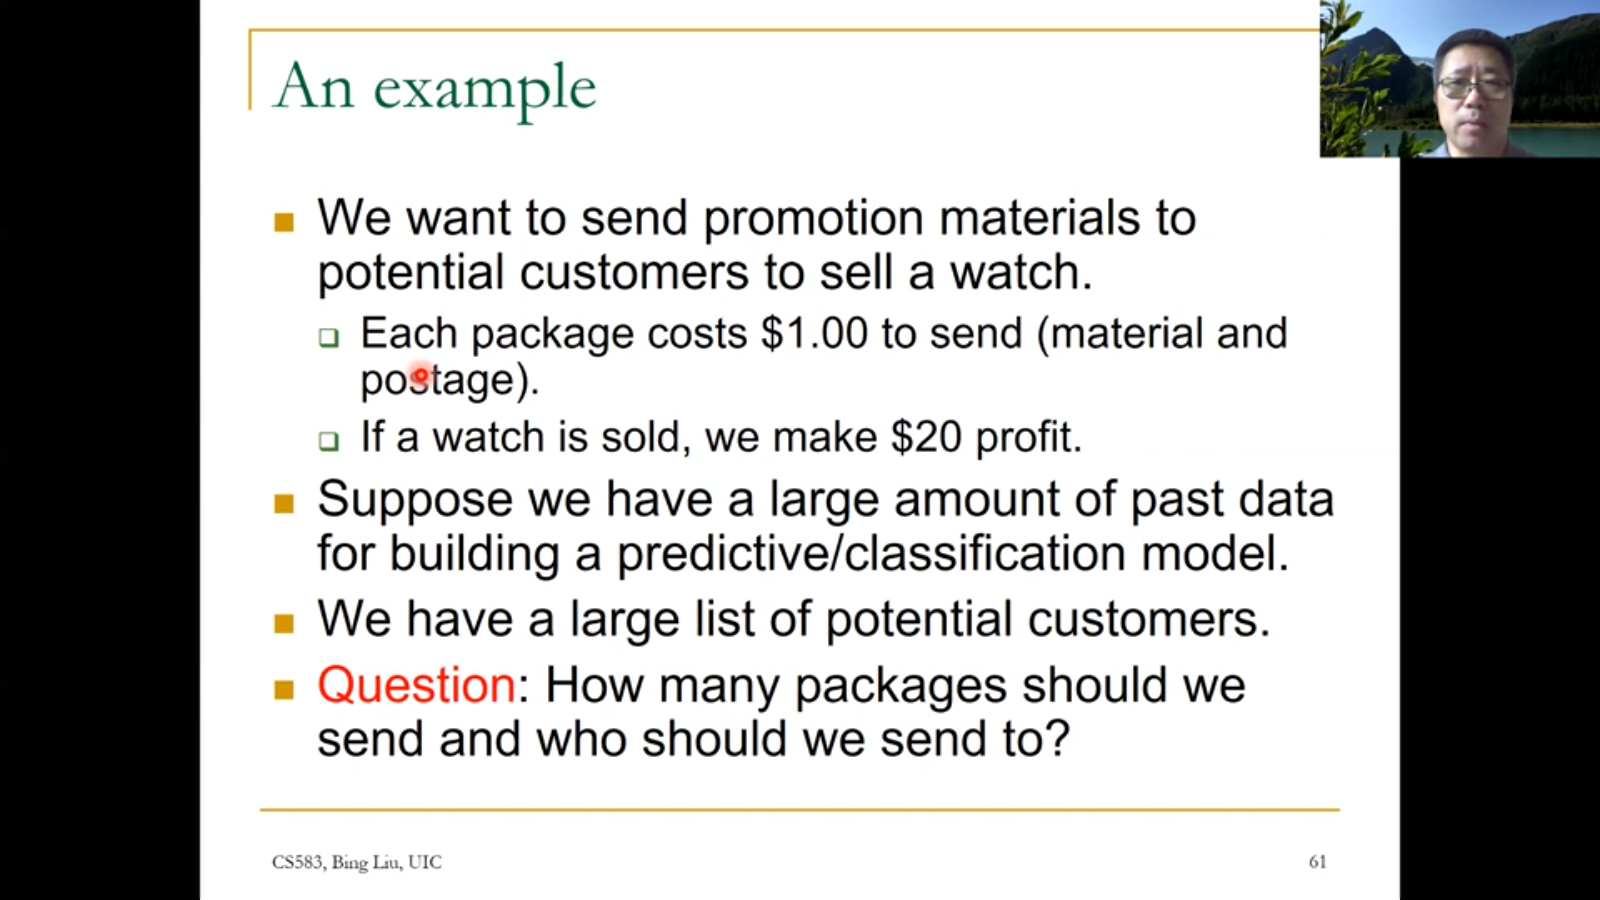 An example
We want to send promotion materials to
potential customers to sell a watch.
Each package costs $1.00 to send (material and
postage).
If a watch is sold, we make $20 profit.
Suppose we have a large amount of past data
for building a predictive/classification model.
We have a large list of potential customers.
Question: How many packages should we
send and who should we send to?
CS583, Bing Liu, UIC
61